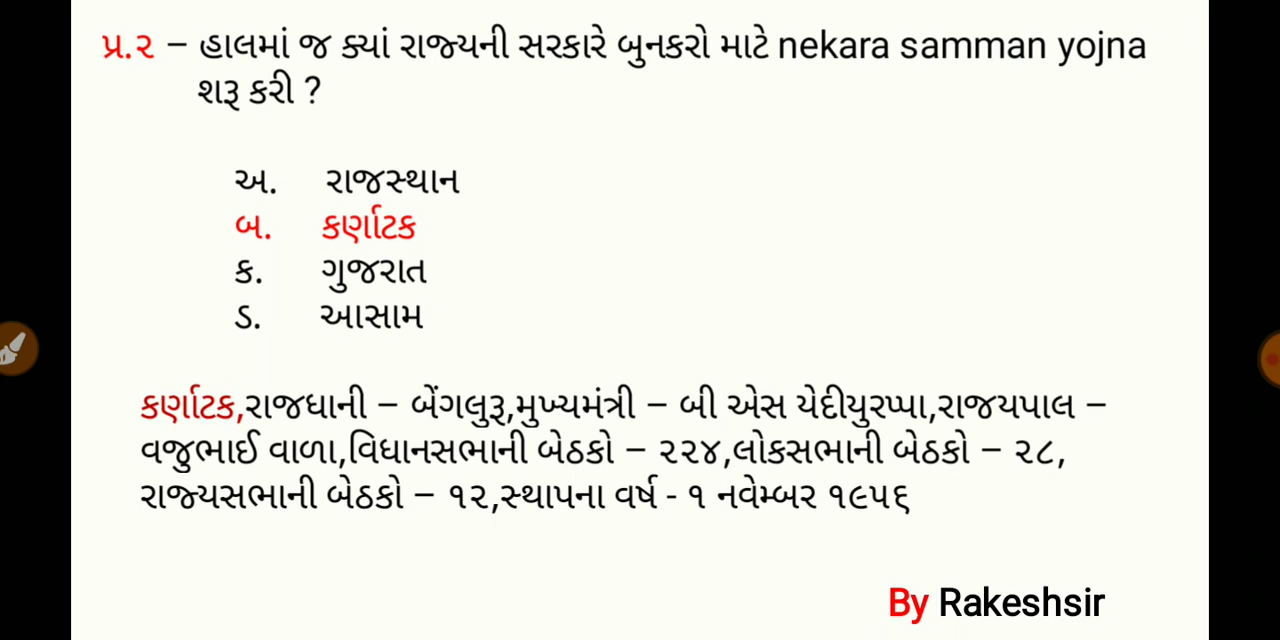 પ્ર.૨ – હાલમાં જ ક્યાં રાજ્યની સરકારે બુનકરો માટે nekara samman yojna
શરૂ કરી ?
અ. રાજસ્થાન
બ. કર્ણાટક
ક. ગુજરાત
ડ. આસામ
કર્ણાટક,રાજધાની – બેંગલુરૂ,મુખ્યમંત્રી – બી એસ યેદીયુરપ્પા,રાજયપાલ –
વજુભાઈ વાળા,વિધાનસભાની બેઠકો – ૨૨૪,લોકસભાની બેઠકો – ૨૮,
રાજ્યસભાની બેઠકો – ૧૨,સ્થાપના વર્ષ - ૧ નવેમ્બર ૧૯૫૬
By Rakeshsir